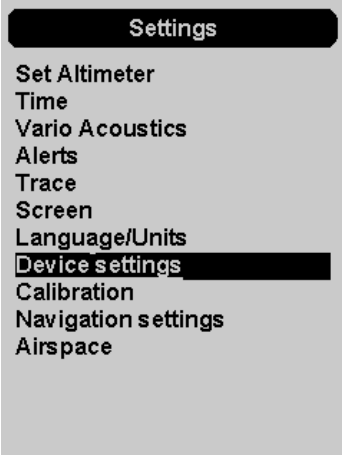 Settings
Set Altimeter
Time
Vario Acoustics
Alerts
Trace
Screen
Language/Units
Device settings
Calibration
Navigation settings
Airspace